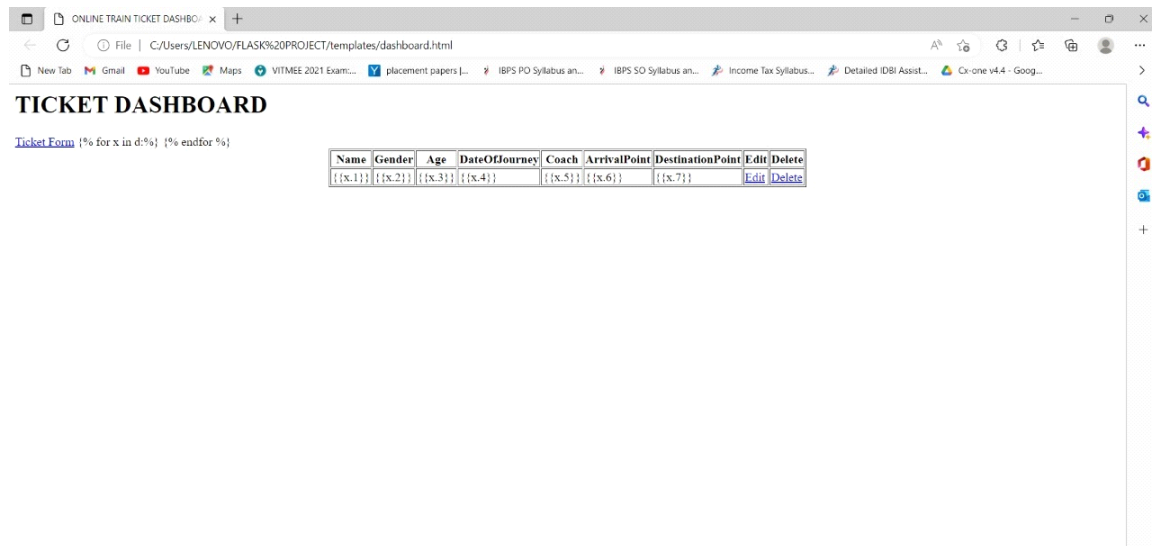 ONLINE TRAIN TICKET DASHBOA
File | C:/Users/LENOVO/FLASK%20PROJECT/templates/dashboard.html
New Tab Gmail YouTube Maps VITMEE 2021 Exam:... placement papers |... IBPS PO Syllabus an... IBPS SO Syllabus an... Income Tax Syllabus... Detailed IDBI Assist... Cx-one v4.4 - Goog...
TICKET DASHBOARD
Ticket Form {% for x in d:%} {% endfor %}
Name Gender Age DateOfJourney Coach ArrivalPoint DestinationPoint Edit Delete
{{x.1}} {{x.2}} {{x.3}} {{x.4}} {{x.5}} {{x.6}} {{x.7}} Edit Delete